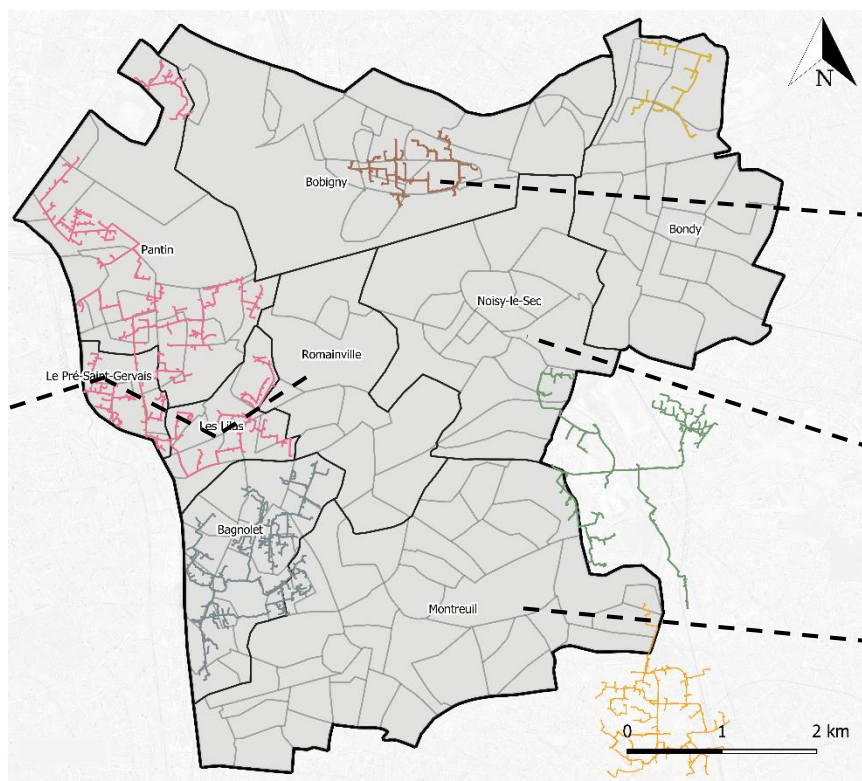 N
Bobigny
Bondy
Pantin
Noisy-le-Sec
Romainville
Le Pré-Saint-Gervais
Les Lilas
Bagnolet
Montreuil
0 1 2 km